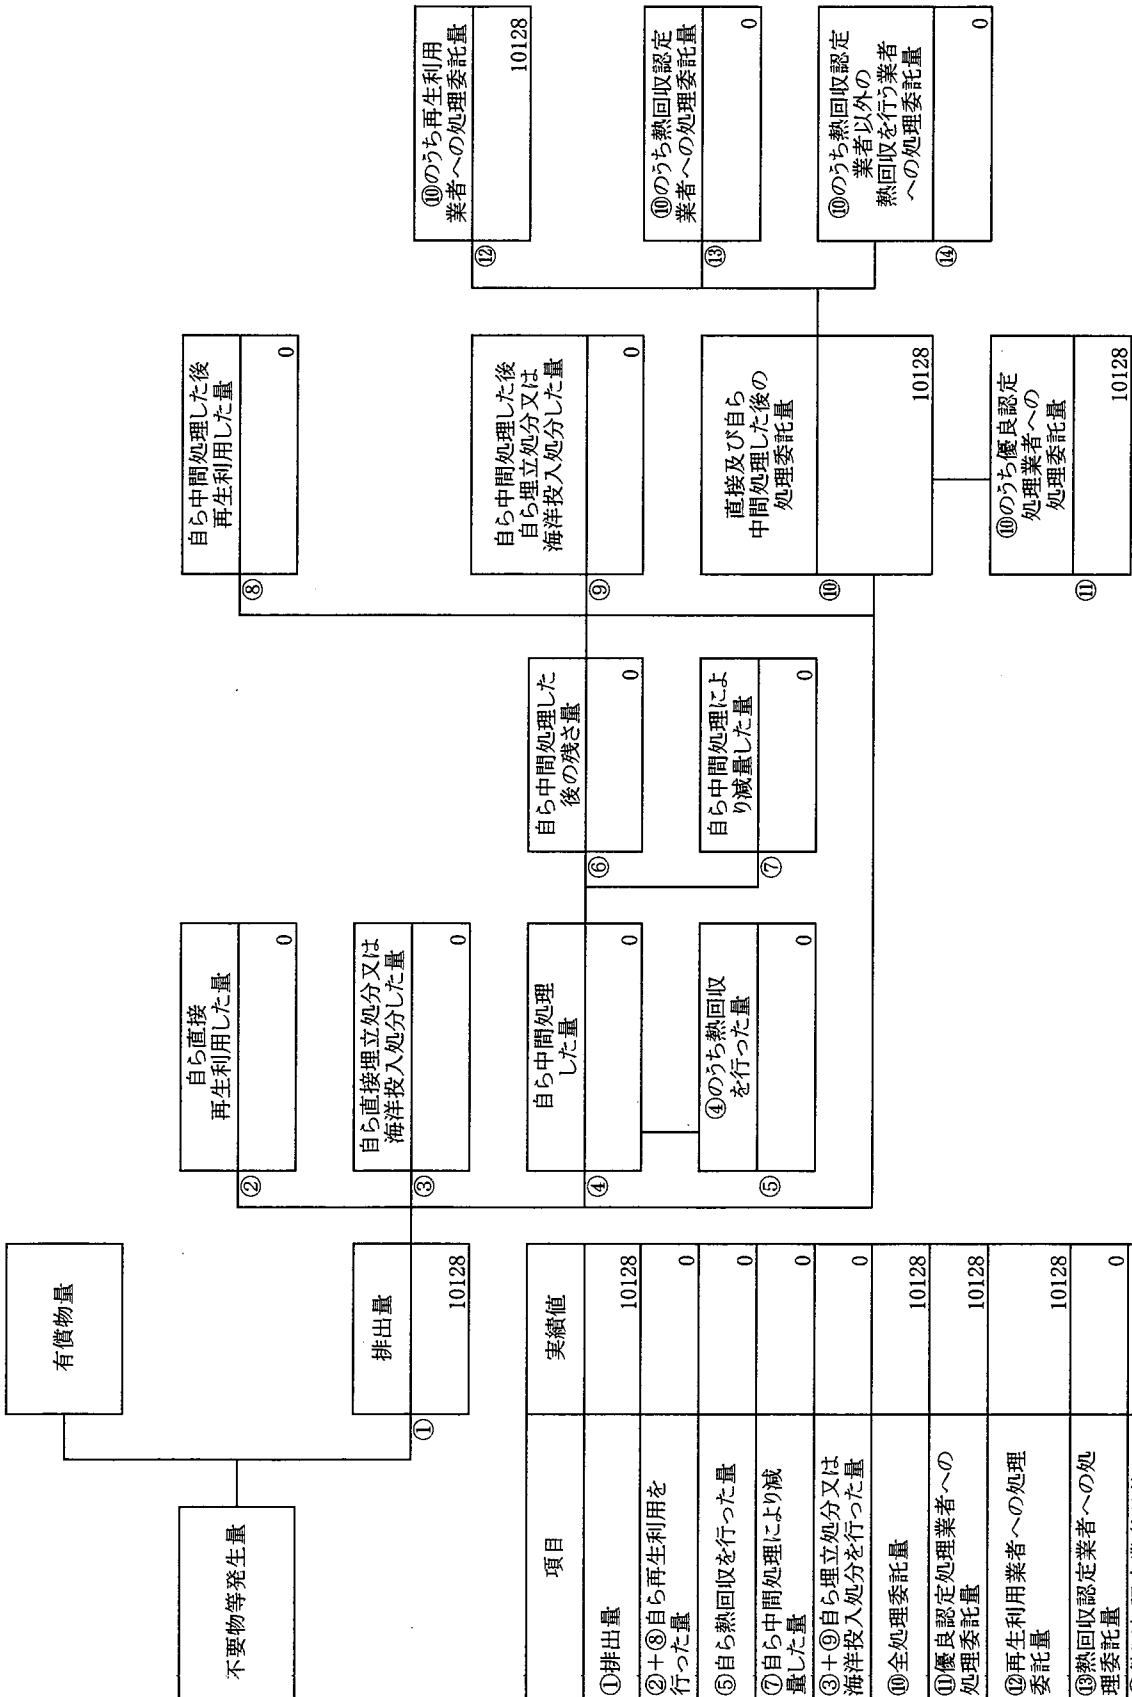 不要物等発生量
有償物量
①
排出量
10128
②
自ら直接
再生利用した量
0
③
自ら直接埋立処分又は
海洋投入処分した量
0
④
自ら中間処理
した量
0
⑤
④のうち熱回収
を行った量
0
⑥
自ら中間処理した
後の残さ量
0
⑦
自ら中間処理によ
り減量した量
0
⑧
自ら中間処理した後
再生利用した量
0
⑨
自ら中間処理した後
自ら埋立処分又は
海洋投入処分した量
0
⑩
直接及び自ら
中間処理した後の
処理委託量
10128
⑪
⑩のうち優良認定
処理業者への
処理委託量
10128
⑫
⑩のうち再生利用
業者への処理委託量
10128
⑬
⑩のうち熱回収認定
業者への処理委託量
0
⑭
⑩のうち熱回収認定
業者以外の
熱回収を行う業者
への処理委託量
0
項目
実績値
①排出量
10128
②+⑧自ら再生利用を
行った量
0
⑤自ら熱回収を行った量
0
⑦自ら中間処理により減
量した量
0
③+⑨自ら埋立処分又は
海洋投入処分を行った量
0
⑩全処理委託量
10128
⑪優良認定処理業者への
処理委託量
10128
⑫再生利用業者への処理
委託量
10128
⑬熱回収認定業者への処
理委託量
0